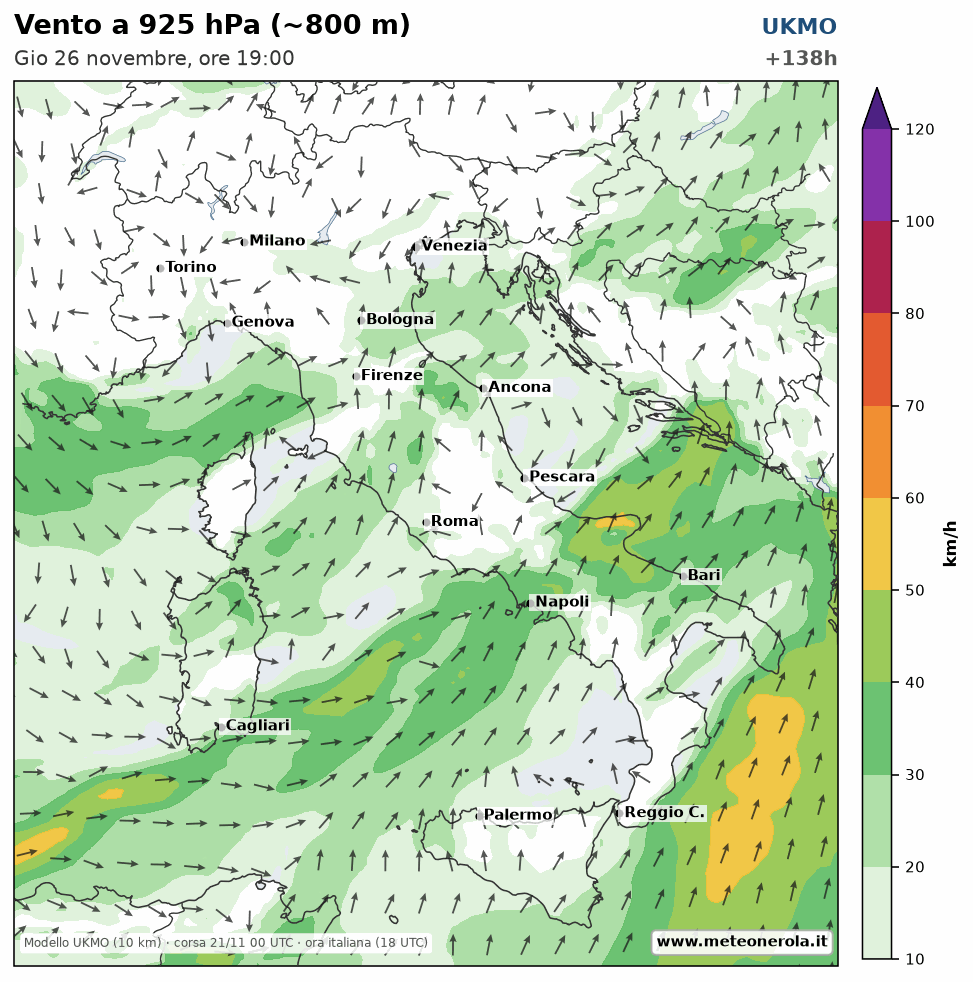 Vento a 925 hPa (~800 m)
UKMO
Gio 26 novembre, ore 19:00
+138h
120
100
80
70
60
50
40
30
20
10
km/h
Milano
Venezia
Torino
Genova
Bologna
Firenze
Ancona
Pescara
Roma
Bari
Napoli
Cagliari
Palermo
Reggio C.
Modello UKMO (10 km) · corsa 21/11 00 UTC · ora italiana (18 UTC)
www.meteonerola.it